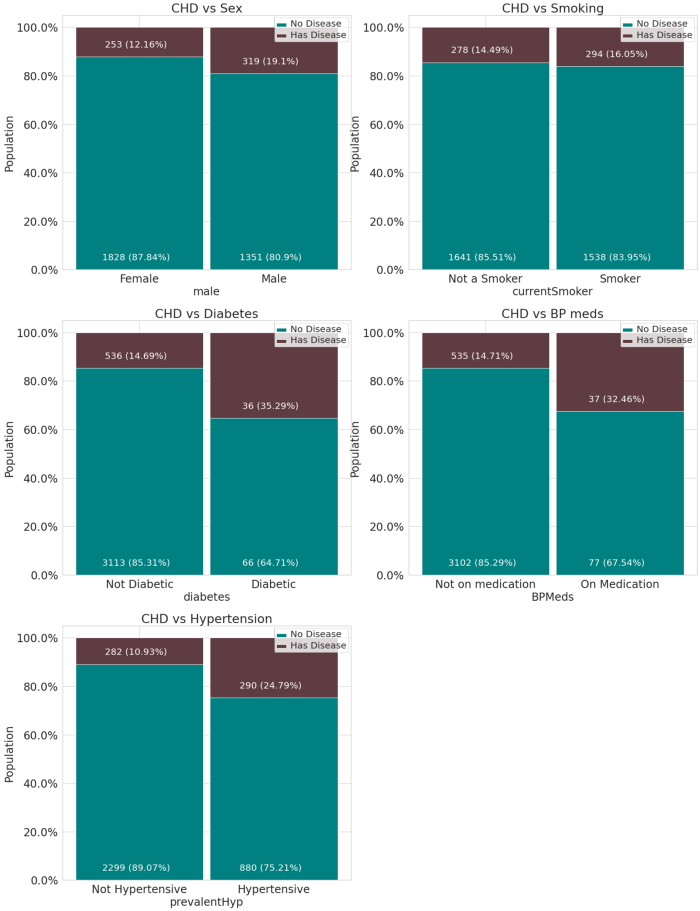 CHD vs Sex
No Disease
Has Disease
100.0%
80.0%
60.0%
40.0%
20.0%
0.0%
Population
253 (12.16%)
319 (19.1%)
1828 (87.84%)
1351 (80.9%)
Female
Male
male
CHD vs Smoking
No Disease
Has Disease
100.0%
80.0%
60.0%
40.0%
20.0%
0.0%
Population
278 (14.49%)
294 (16.05%)
1641 (85.51%)
1538 (83.95%)
Not a Smoker
Smoker
currentSmoker
CHD vs Diabetes
No Disease
Has Disease
100.0%
80.0%
60.0%
40.0%
20.0%
0.0%
Population
536 (14.69%)
36 (35.29%)
3113 (85.31%)
66 (64.71%)
Not Diabetic
Diabetic
diabetes
CHD vs BP meds
No Disease
Has Disease
100.0%
80.0%
60.0%
40.0%
20.0%
0.0%
Population
535 (14.71%)
37 (32.46%)
3102 (85.29%)
77 (67.54%)
Not on medication
On Medication
BPMeds
CHD vs Hypertension
No Disease
Has Disease
100.0%
80.0%
60.0%
40.0%
20.0%
0.0%
Population
282 (10.93%)
290 (24.79%)
2299 (89.07%)
880 (75.21%)
Not Hypertensive
Hypertensive
prevalentHyp